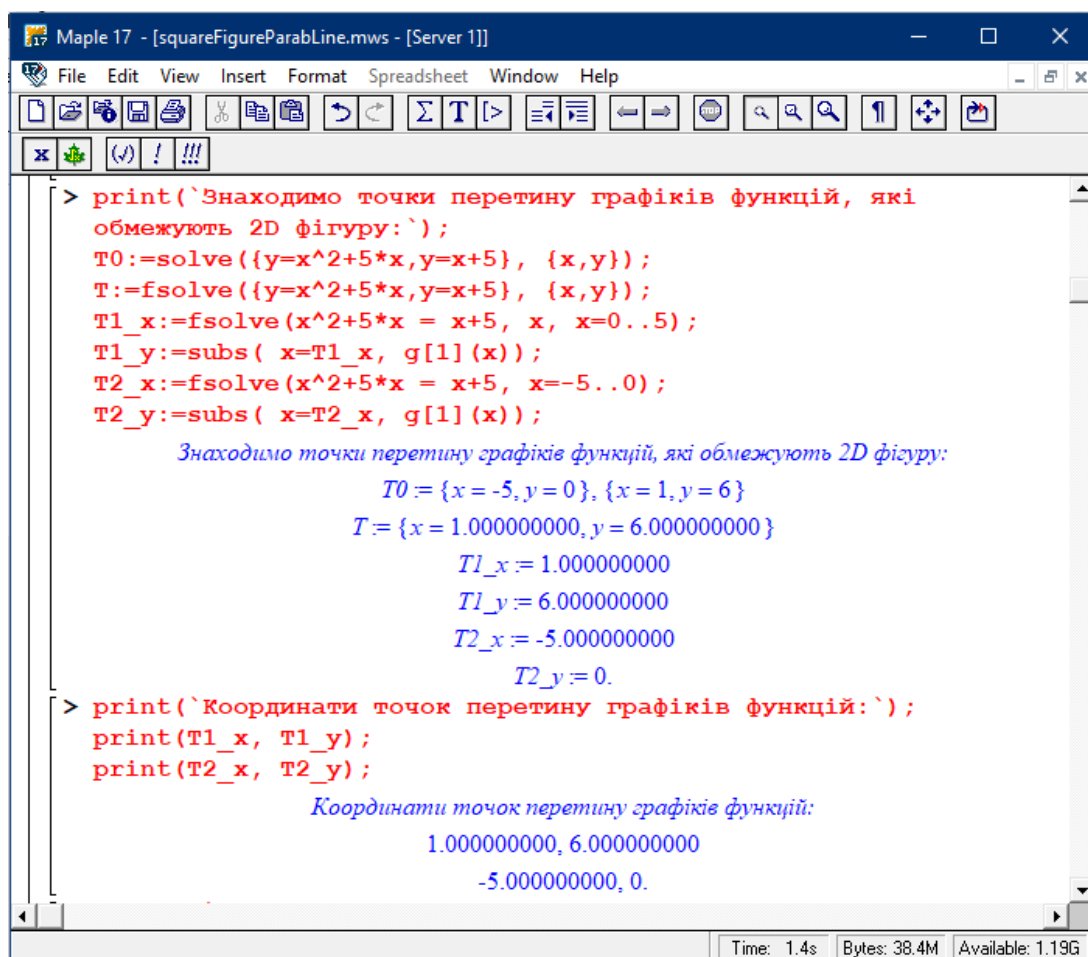 Maple 17 - [squareFigureParabLine.mws - [Server 1]]
File Edit View Insert Format Spreadsheet Window Help
> print(`Знаходимо точки перетину графіків функцій, які
обмежують 2D фігуру:`);
T0:=solve({y=x^2+5*x,y=x+5}, {x,y});
T:=fsolve({y=x^2+5*x,y=x+5}, {x,y});
T1_x:=fsolve(x^2+5*x = x+5, x, x=0..5);
T1_y:=subs( x=T1_x, g[1](x));
T2_x:=fsolve(x^2+5*x = x+5, x=-5..0);
T2_y:=subs( x=T2_x, g[1](x));
Знаходимо точки перетину графіків функцій, які обмежують 2D фігуру:
T0 := {x = -5, y = 0}, {x = 1, y = 6}
T := {x = 1.000000000, y = 6.000000000}
T1_x := 1.000000000
T1_y := 6.000000000
T2_x := -5.000000000
T2_y := 0.
> print(`Координати точок перетину графіків функцій:`);
print(T1_x, T1_y);
print(T2_x, T2_y);
Координати точок перетину графіків функцій:
1.000000000, 6.000000000
-5.000000000, 0.
Time: 1.4s Bytes: 38.4M Available: 1.19G